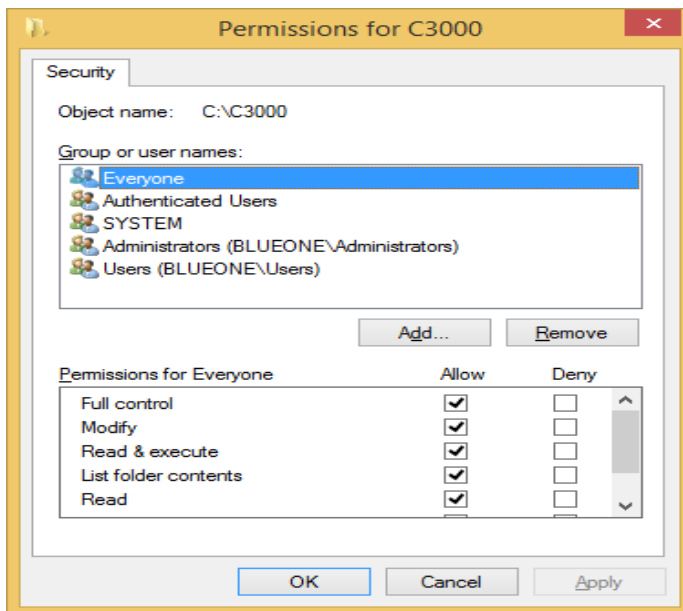 Permissions for C3000
Security
Object name: C:\C3000
Group or user names:
Everyone
Authenticated Users
SYSTEM
Administrators (BLUEONE\Administrators)
Users (BLUEONE\Users)
Add... Remove
Permissions for Everyone Allow Deny
Full control
Modify
Read & execute
List folder contents
Read
OK Cancel Apply